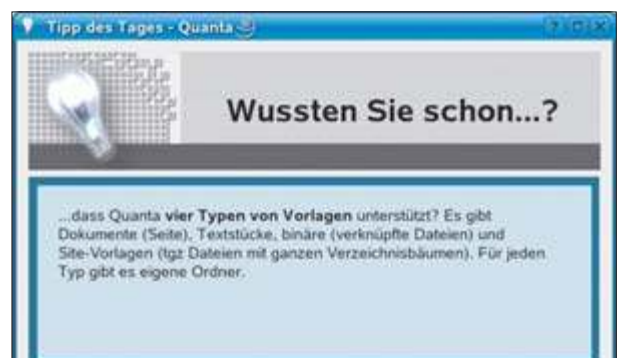 Tipp des Tages - Quanta
Wussten Sie schon...?
...dass Quanta vier Typen von Vorlagen unterstützt? Es gibt
Dokumente (Seite), Textstücke, binäre (verknüpfte Dateien) und
Site-Vorlagen (tgz Dateien mit ganzen Verzeichnisbäumen). Für jeden
Typ gibt es eigene Ordner.